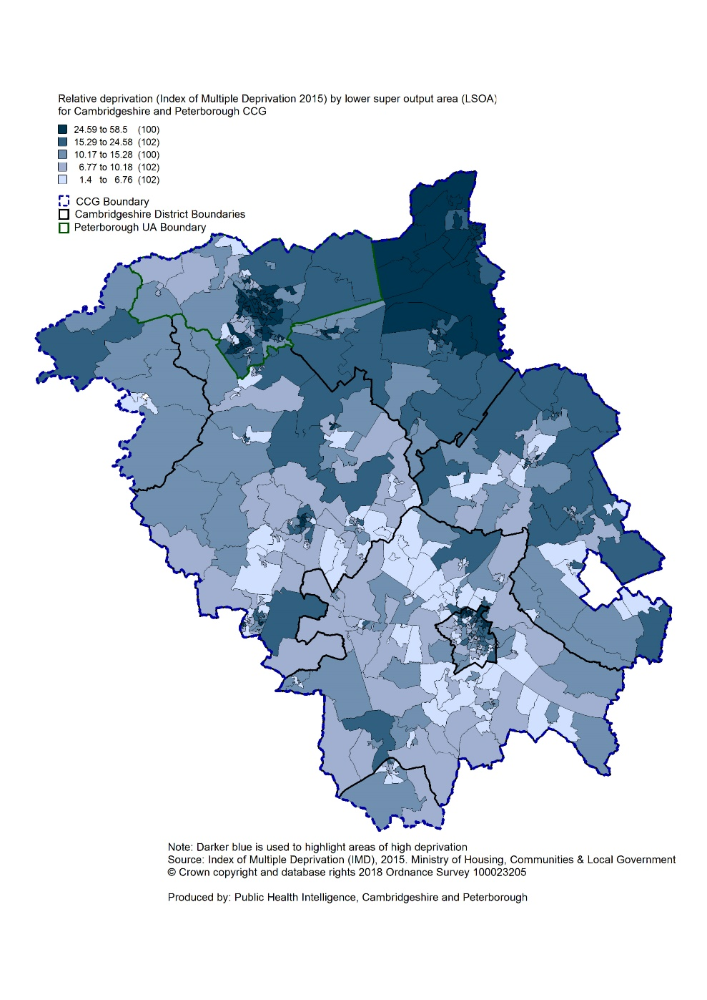 Relative deprivation (Index of Multiple Deprivation 2015) by lower super output area (LSOA)
for Cambridgeshire and Peterborough CCG
24.59 to 58.5 (100)
15.29 to 24.58 (102)
10.17 to 15.28 (100)
6.77 to 10.18 (102)
1.4 to 6.76 (102)
CCG Boundary
Cambridgeshire District Boundaries
Peterborough UA Boundary
Note: Darker blue is used to highlight areas of high deprivation
Source: Index of Multiple Deprivation (IMD), 2015. Ministry of Housing, Communities & Local Government
© Crown copyright and database rights 2018 Ordnance Survey 100023205
Produced by: Public Health Intelligence, Cambridgeshire and Peterborough